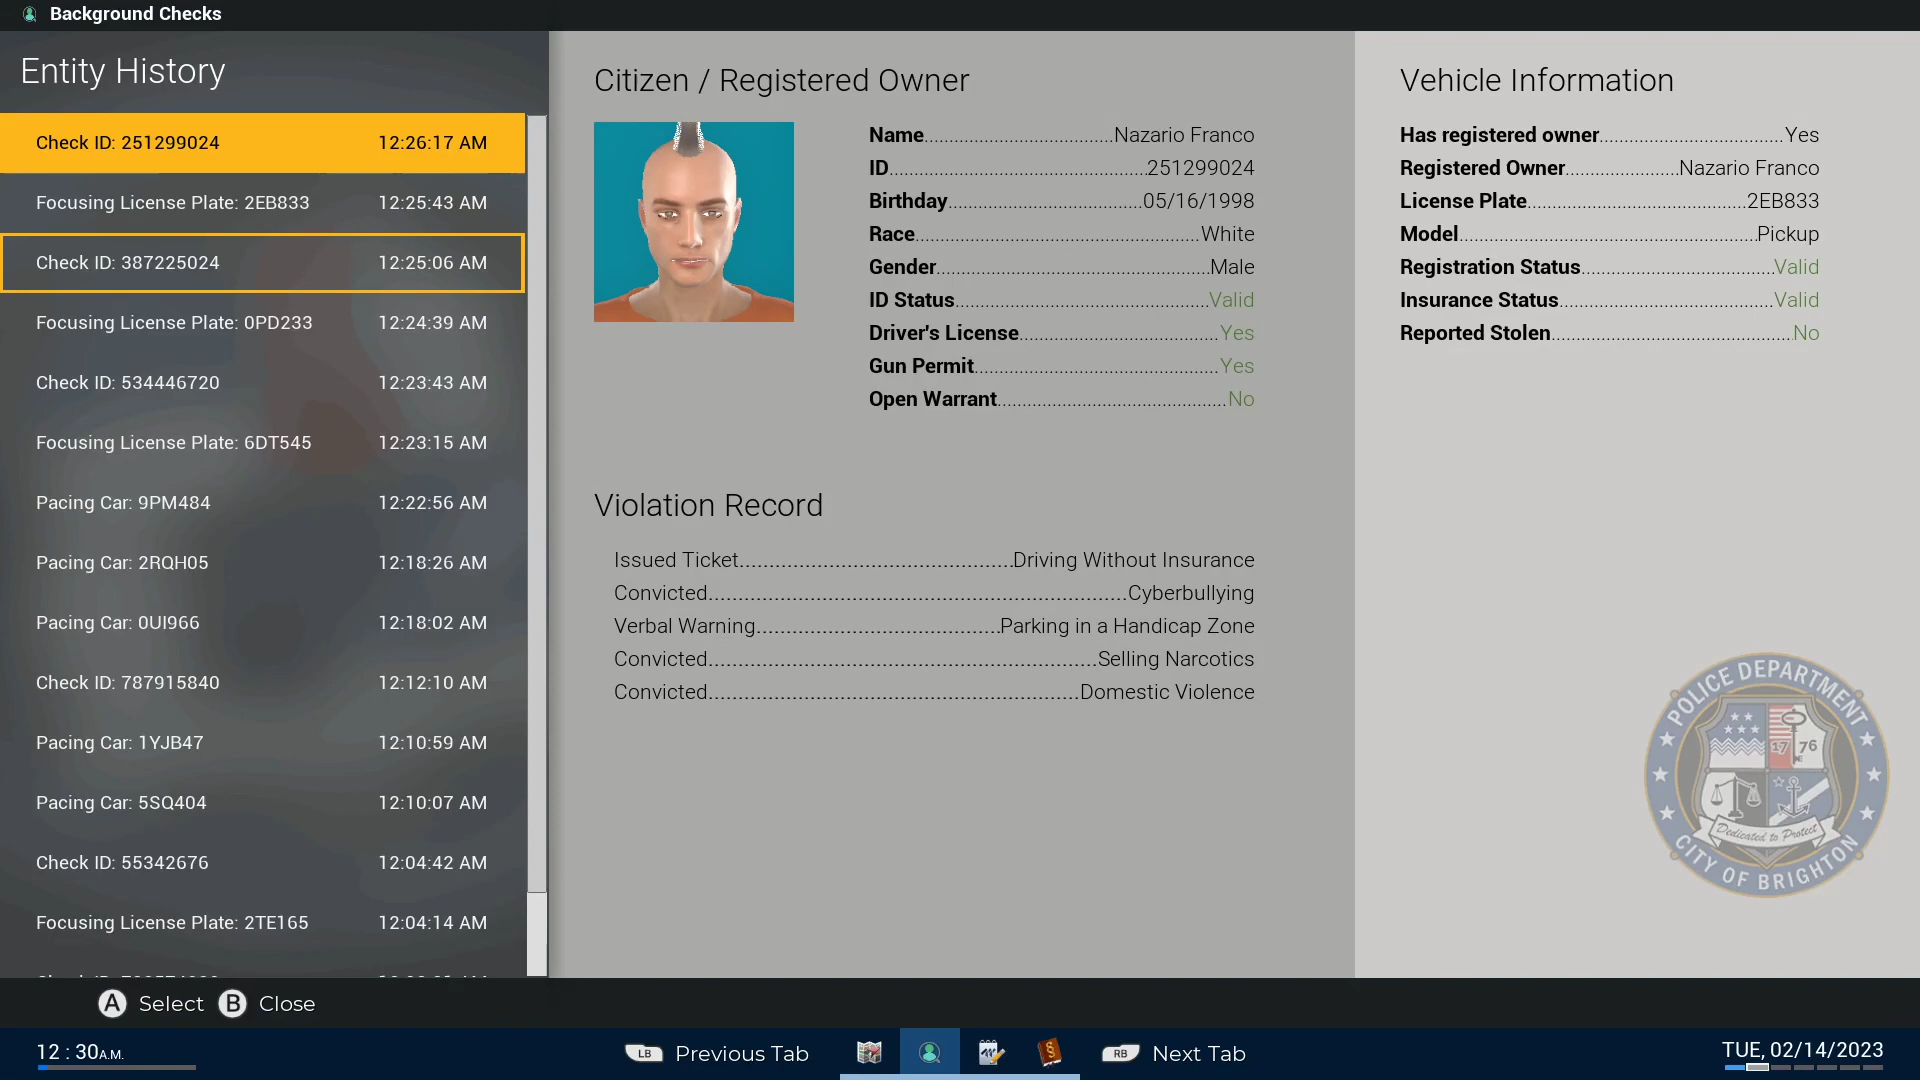 Background Checks
Entity History
Check ID: 251299024 12:26:17 AM
Focusing License Plate: 2EB833 12:25:43 AM
Check ID: 387225024 12:25:06 AM
Focusing License Plate: 0PD233 12:24:39 AM
Check ID: 534446720 12:23:43 AM
Focusing License Plate: 6DT545 12:23:15 AM
Pacing Car: 9PM484 12:22:56 AM
Pacing Car: 2RQH05 12:18:26 AM
Pacing Car: 0UI966 12:18:02 AM
Check ID: 787915840 12:12:10 AM
Pacing Car: 1YJB47 12:10:59 AM
Pacing Car: 5SQ404 12:10:07 AM
Check ID: 55342676 12:04:42 AM
Focusing License Plate: 2TE165 12:04:14 AM
Citizen / Registered Owner
Name Nazario Franco
ID 251299024
Birthday 05/16/1998
Race White
Gender Male
ID Status Valid
Driver's License Yes
Gun Permit Yes
Open Warrant No
Violation Record
Issued Ticket Driving Without Insurance
Convicted Cyberbullying
Verbal Warning Parking in a Handicap Zone
Convicted Selling Narcotics
Convicted Domestic Violence
Vehicle Information
Has registered owner Yes
Registered Owner Nazario Franco
License Plate 2EB833
Model Pickup
Registration Status Valid
Insurance Status Valid
Reported Stolen No
POLICE DEPARTMENT
17 76
Dedicated to Protect
CITY OF BRIGHTON
A Select B Close
12 : 30 A.M.
LB Previous Tab
RB Next Tab
TUE, 02/14/2023